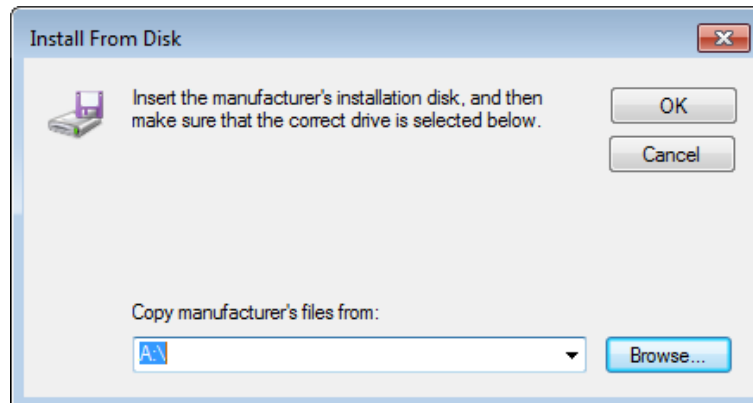 Install From Disk
Insert the manufacturer's installation disk, and then
make sure that the correct drive is selected below.
OK
Cancel
Copy manufacturer's files from:
A:\
Browse...